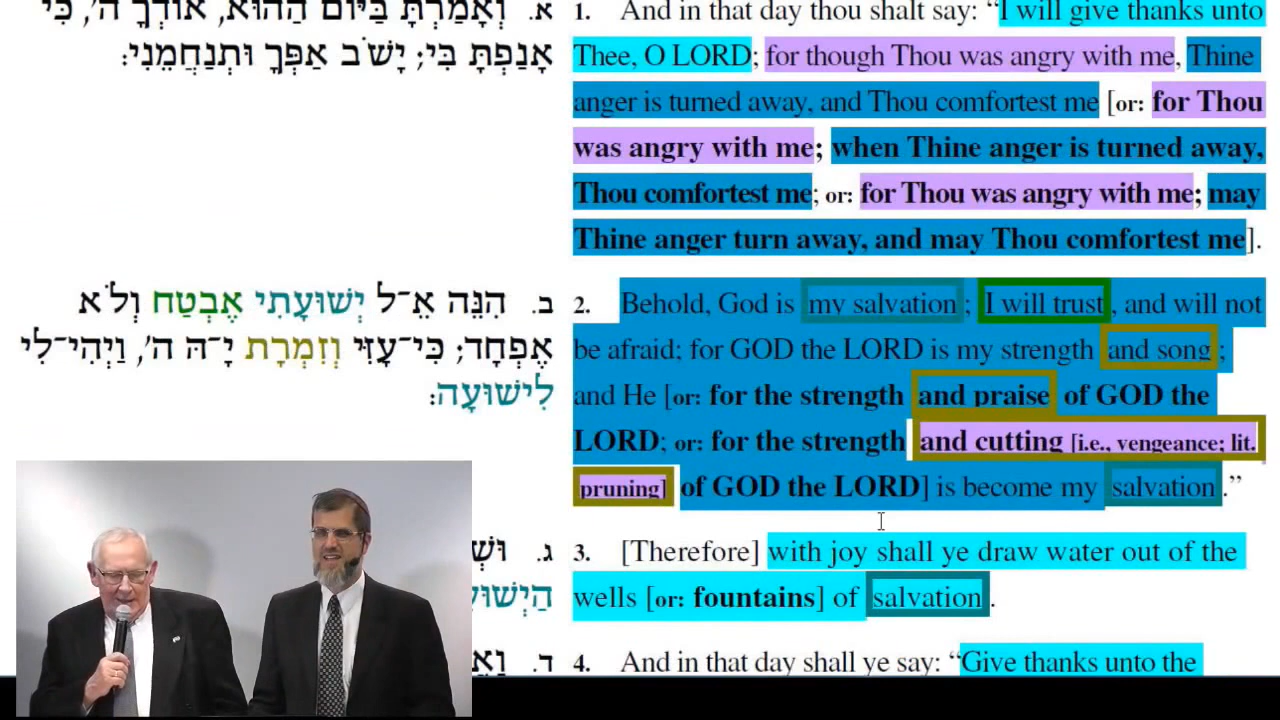 א. וְאָמַרְתָּ בַּיּוֹם הַהוּא, אוֹדְךָ ה', כִּי
אָנַפְתָּ בִּי; יָשֹׁב אַפְּךָ וּתְנַחֲמֵנִי:
1. And in that day thou shalt say: “I will give thanks unto
Thee, O LORD; for though Thou was angry with me, Thine
anger is turned away, and Thou comfortest me [or: for Thou
was angry with me; when Thine anger is turned away,
Thou comfortest me; or: for Thou was angry with me; may
Thine anger turn away, and may Thou comfortest me].
ב. הִנֵּה אֵ־ל יְשׁוּעָתִי אֶבְטַח וְלֹא
אֶפְחָד; כִּי־עָזִּי וְזִמְרָת יָ־הּ ה', וַיְהִי־לִי
לִישׁוּעָה:
2. Behold, God is my salvation; I will trust, and will not
be afraid; for GOD the LORD is my strength and song;
and He [or: for the strength and praise of GOD the
LORD; or: for the strength and cutting [i.e., vengeance; lit.
pruning] of GOD the LORD] is become my salvation.”
ג.
3. [Therefore] with joy shall ye draw water out of the
wells [or: fountains] of salvation.
ד.
4. And in that day shall ye say: “Give thanks unto the